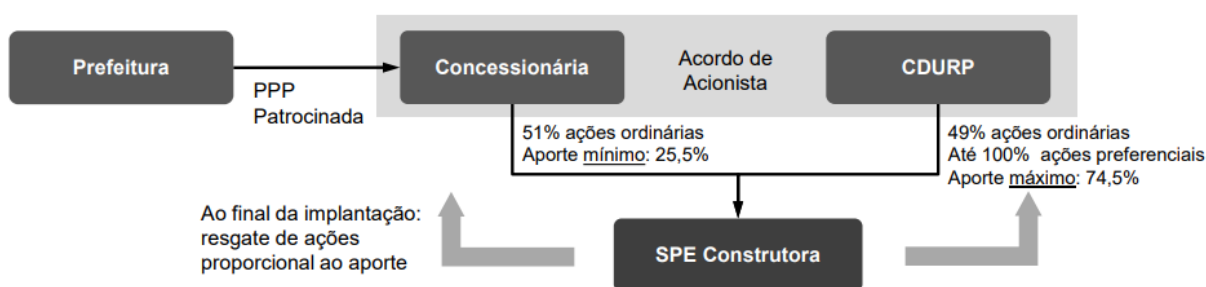 Prefeitura
PPP
Patrocinada
Concessionária
Acordo de
Acionista
CDURP
51% ações ordinárias
Aporte mínimo: 25,5%
49% ações ordinárias
Até 100% ações preferenciais
Aporte máximo: 74,5%
Ao final da implantação:
resgate de ações
proporcional ao aporte
SPE Construtora